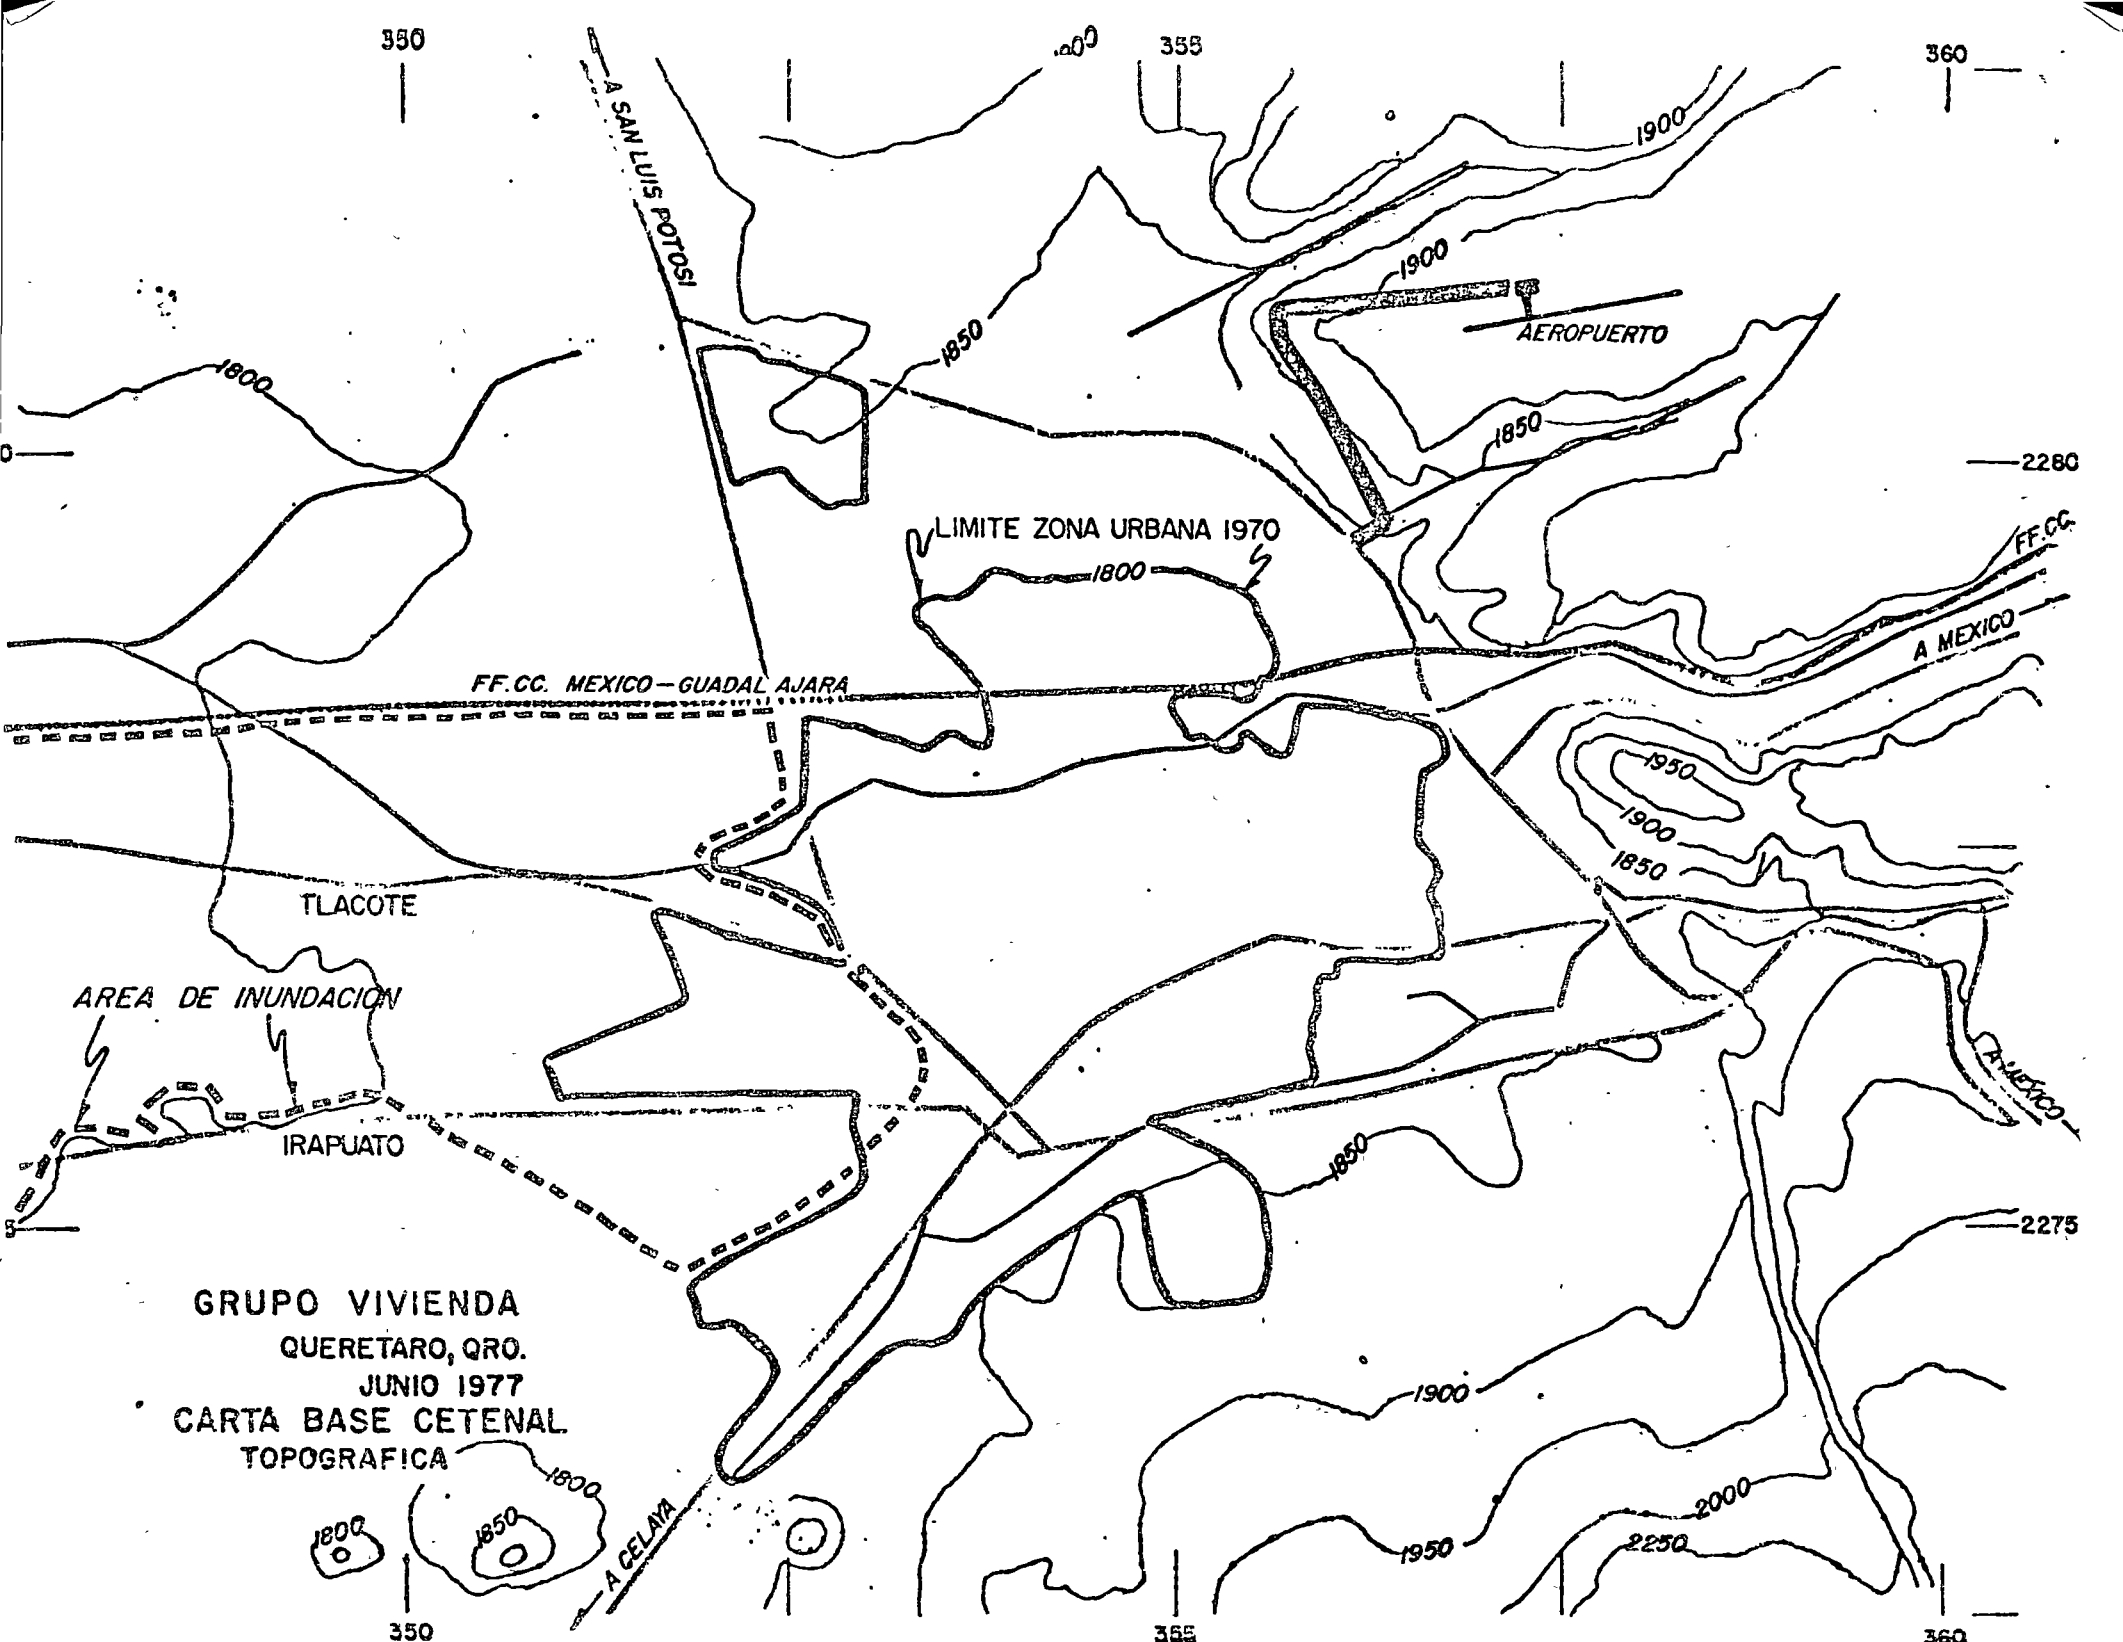 350
355
360
A SAN LUIS POTOSI
1900
1900
AEROPUERTO
1850
1800
1850
2280
LIMITE ZONA URBANA 1970
1800
FF.CC.
A MEXICO
FF.CC. MEXICO-GUADALAJARA
1950
1900
1850
TLACOTE
AREA DE INUNDACION
A MEXICO
IRAPUATO
1850
2275
GRUPO VIVIENDA
QUERETARO, QRO.
JUNIO 1977
CARTA BASE CETENAL
TOPOGRAFICA
1900
1800
1800
1850
A CELAYA
2000
1950
2250
350
355
360